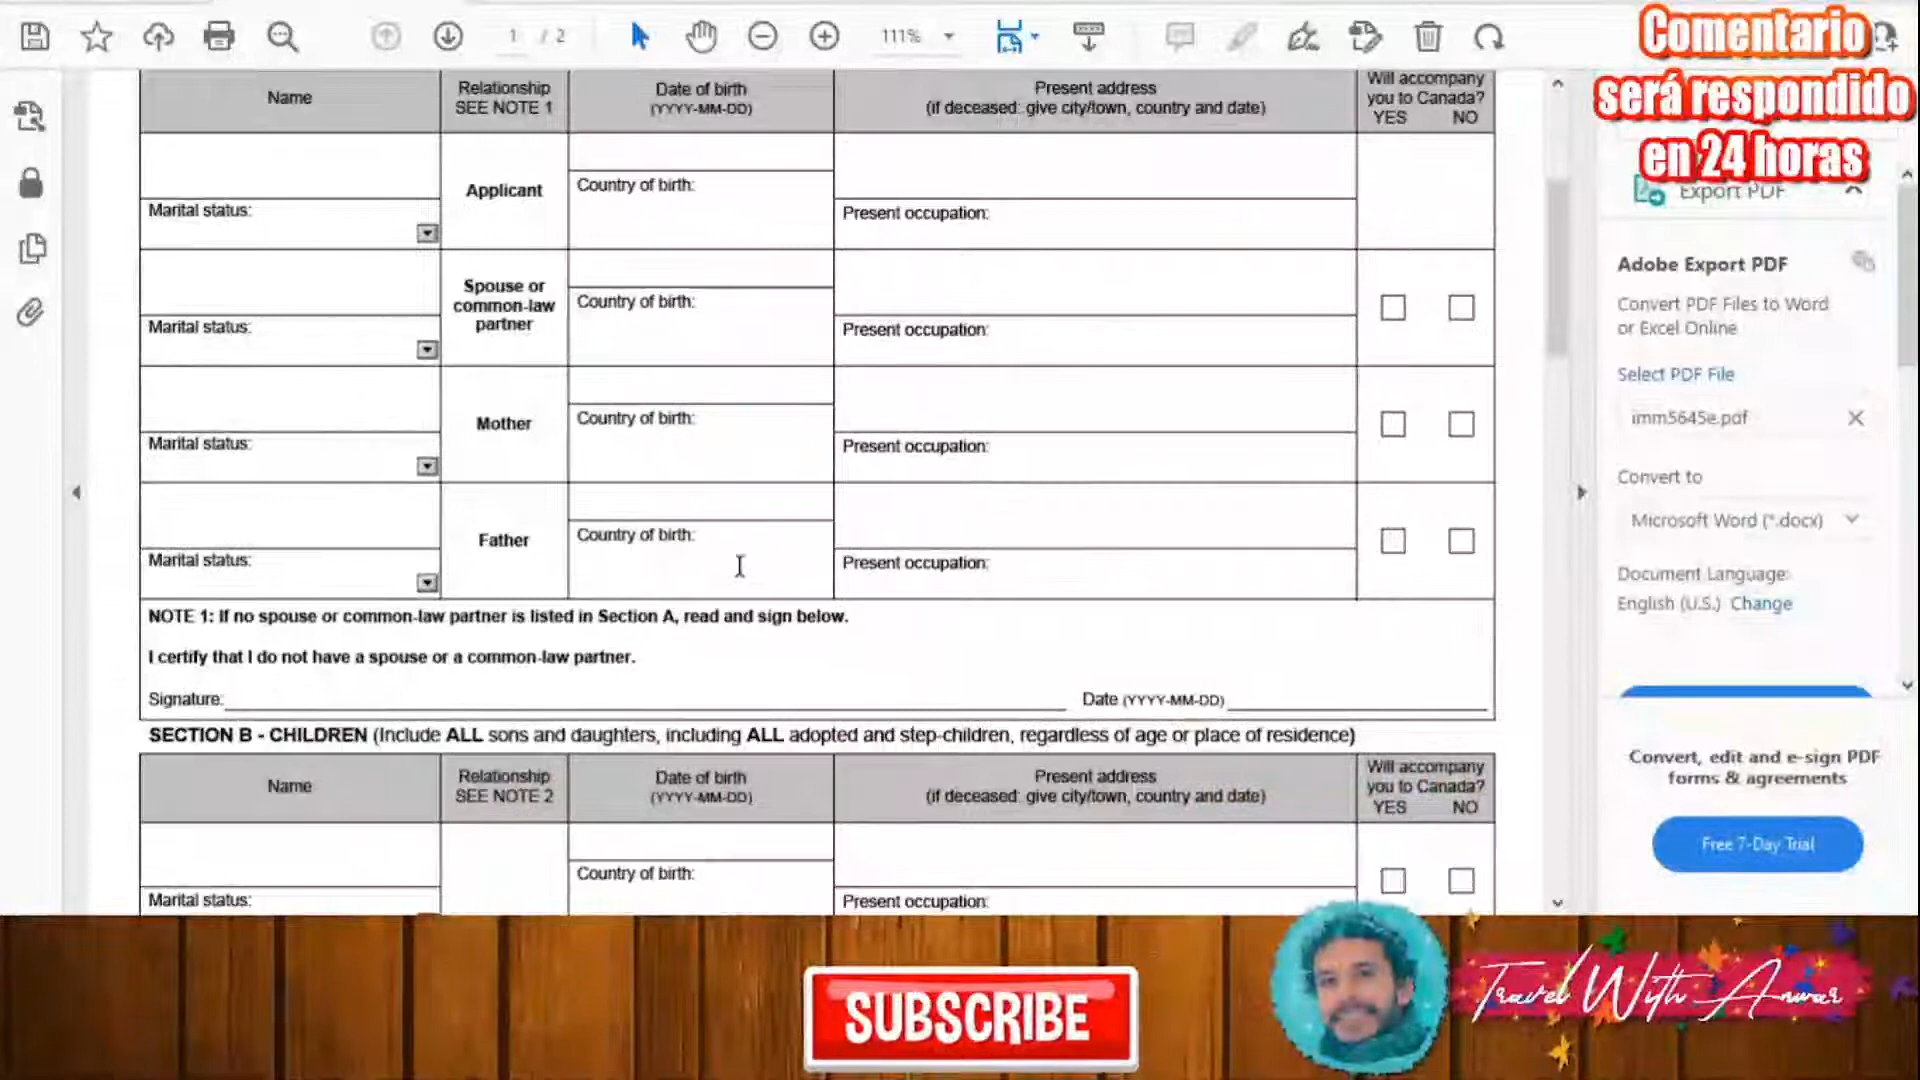 1 / 2
111%
Comentario
será respondido
en 24 horas
Name
Relationship
SEE NOTE 1
Date of birth
(YYYY-MM-DD)
Present address
(if deceased: give city/town, country and date)
Will accompany
you to Canada?
YES NO
Applicant
Country of birth:
Marital status:
Present occupation:
Spouse or
common-law
partner
Country of birth:
Marital status:
Present occupation:
Mother
Country of birth:
Marital status:
Present occupation:
Father
Country of birth:
Marital status:
Present occupation:
NOTE 1: If no spouse or common-law partner is listed in Section A, read and sign below.
I certify that I do not have a spouse or a common-law partner.
Signature: Date (YYYY-MM-DD)
SECTION B - CHILDREN (Include ALL sons and daughters, including ALL adopted and step-children, regardless of age or place of residence)
Name
Relationship
SEE NOTE 2
Date of birth
(YYYY-MM-DD)
Present address
(if deceased: give city/town, country and date)
Will accompany
you to Canada?
YES NO
Country of birth:
Marital status:
Present occupation:
Export PDF
Adobe Export PDF
Convert PDF Files to Word
or Excel Online
Select PDF File
imm5645e.pdf
Convert to
Microsoft Word (*.docx)
Document Language:
English (U.S.) Change
Convert, edit and e-sign PDF
forms & agreements
Free 7-Day Trial
SUBSCRIBE
Travel With Anwar